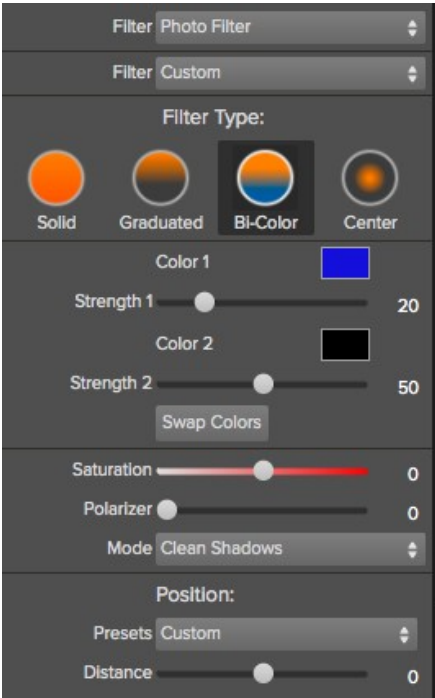 Filter Photo Filter
Filter Custom
Filter Type:
Solid Graduated Bi-Color Center
Color 1
Strength 1 20
Color 2
Strength 2 50
Swap Colors
Saturation 0
Polarizer 0
Mode Clean Shadows
Position:
Presets Custom
Distance 0